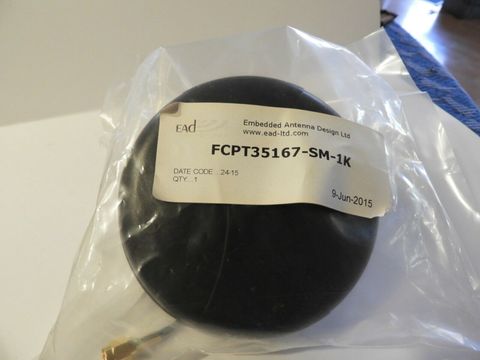 EAd
Embedded Antenna Design Ltd
www.ead-ltd.com
FCPT35167-SM-1K
DATE CODE...24-15
QTY...1
9-Jun-2015